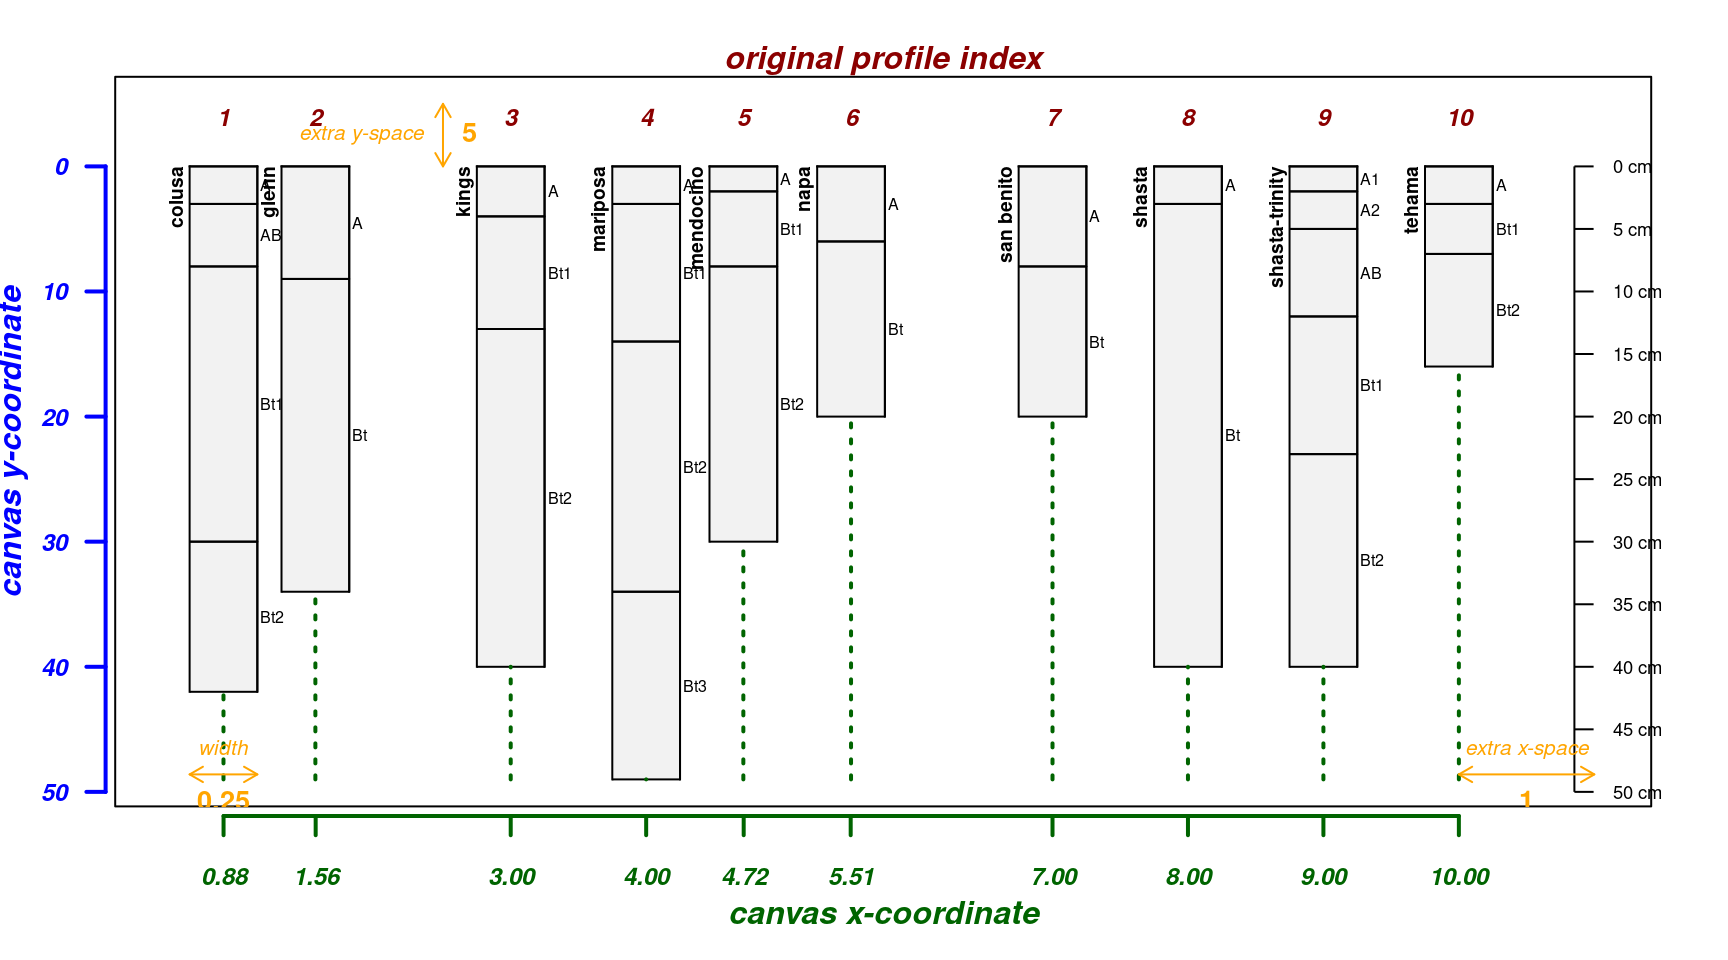 original profile index
1 2 3 4 5 6 7 8 9 10
extra y-space 5
canvas y-coordinate
0
10
20
30
40
50
colusa
A
AB
Bt1
Bt2
glenn
A
Bt
kings
A
Bt1
Bt2
mariposa
A
Bt1
Bt2
Bt3
mendocino
A
Bt1
Bt2
napa
A
Bt
san benito
A
Bt
shasta
A
Bt
shasta-trinity
A1
A2
AB
Bt1
Bt2
tehama
A
Bt1
Bt2
0 cm
5 cm
10 cm
15 cm
20 cm
25 cm
30 cm
35 cm
40 cm
45 cm
50 cm
width
0.25
extra x-space
1
0.88 1.56 3.00 4.00 4.72 5.51 7.00 8.00 9.00 10.00
canvas x-coordinate